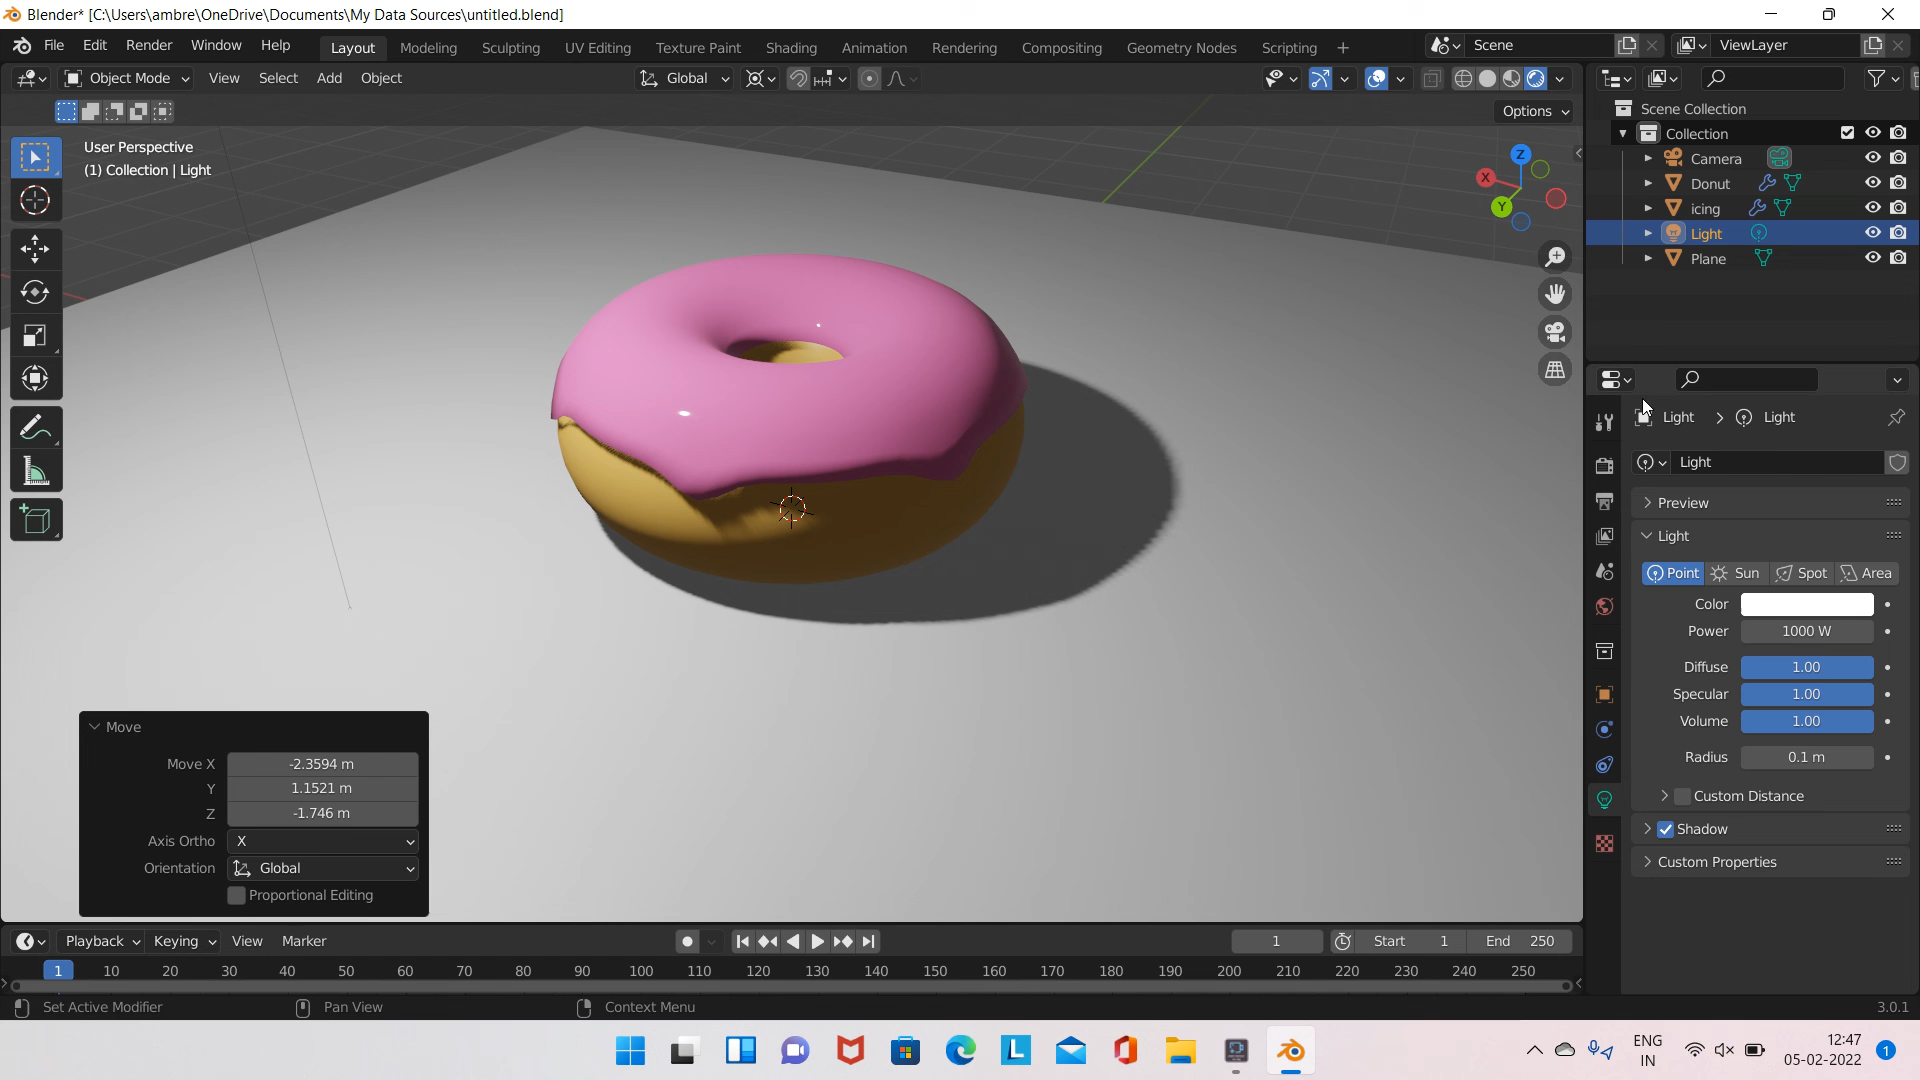 Blender* [C:\Users\ambre\OneDrive\Documents\My Data Sources\untitled.blend]
File Edit Render Window Help Layout Modeling Sculpting UV Editing Texture Paint Shading Animation Rendering Compositing Geometry Nodes Scripting + Scene ViewLayer
Object Mode View Select Add Object Global
Options
User Perspective
(1) Collection | Light
Z
X
Y
Scene Collection
Collection
Camera
Donut
icing
Light
Plane
Light > Light
Light
Preview
Light
Point Sun Spot Area
Color
Power 1000 W
Diffuse 1.00
Specular 1.00
Volume 1.00
Radius 0.1 m
Custom Distance
Shadow
Custom Properties
Move
Move X -2.3594 m
Y 1.1521 m
Z -1.746 m
Axis Ortho X
Orientation Global
Proportional Editing
Playback Keying View Marker 1 Start 1 End 250
1 10 20 30 40 50 60 70 80 90 100 110 120 130 140 150 160 170 180 190 200 210 220 230 240 250
Set Active Modifier Pan View Context Menu 3.0.1
L
ENG
IN
12:47
05-02-2022
1